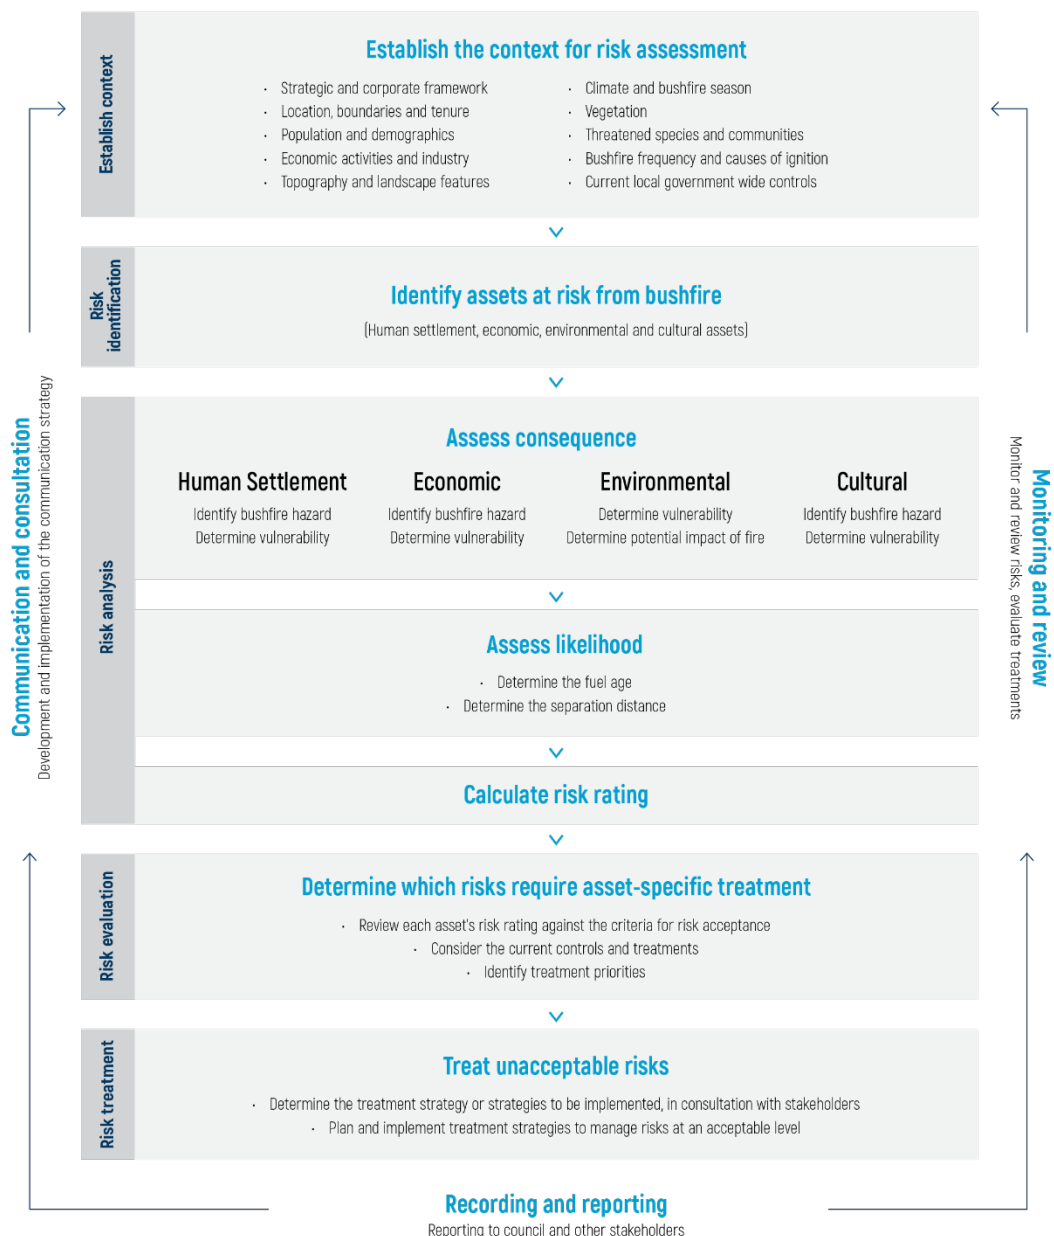 Establish context
Establish the context for risk assessment
· Strategic and corporate framework
· Location, boundaries and tenure
· Population and demographics
· Economic activities and industry
· Topography and landscape features
· Climate and bushfire season
· Vegetation
· Threatened species and communities
· Bushfire frequency and causes of ignition
· Current local government wide controls
Risk
identification
Identify assets at risk from bushfire
(Human settlement, economic, environmental and cultural assets)
Risk analysis
Assess consequence
Human Settlement
Identify bushfire hazard
Determine vulnerability
Economic
Identify bushfire hazard
Determine vulnerability
Environmental
Determine vulnerability
Determine potential impact of fire
Cultural
Identify bushfire hazard
Determine vulnerability
Assess likelihood
· Determine the fuel age
· Determine the separation distance
Calculate risk rating
Risk evaluation
Determine which risks require asset-specific treatment
· Review each asset's risk rating against the criteria for risk acceptance
· Consider the current controls and treatments
· Identify treatment priorities
Risk treatment
Treat unacceptable risks
· Determine the treatment strategy or strategies to be implemented, in consultation with stakeholders
· Plan and implement treatment strategies to manage risks at an acceptable level
Communication and consultation
Development and implementation of the communication strategy
Monitoring and review
Monitor and review risks, evaluate treatments
Recording and reporting
Reporting to council and other stakeholders